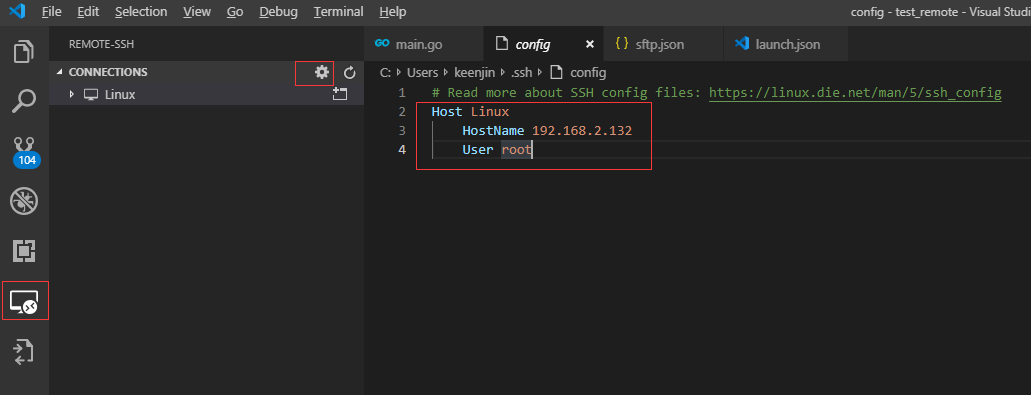 File Edit Selection View Go Debug Terminal Help config - test_remote - Visual Studi
REMOTE-SSH
main.go config sftp.json launch.json
CONNECTIONS
C: Users keenjin .ssh config
Linux
1 # Read more about SSH config files: https://linux.die.net/man/5/ssh_config
2 Host Linux
3 HostName 192.168.2.132
4 User root
104